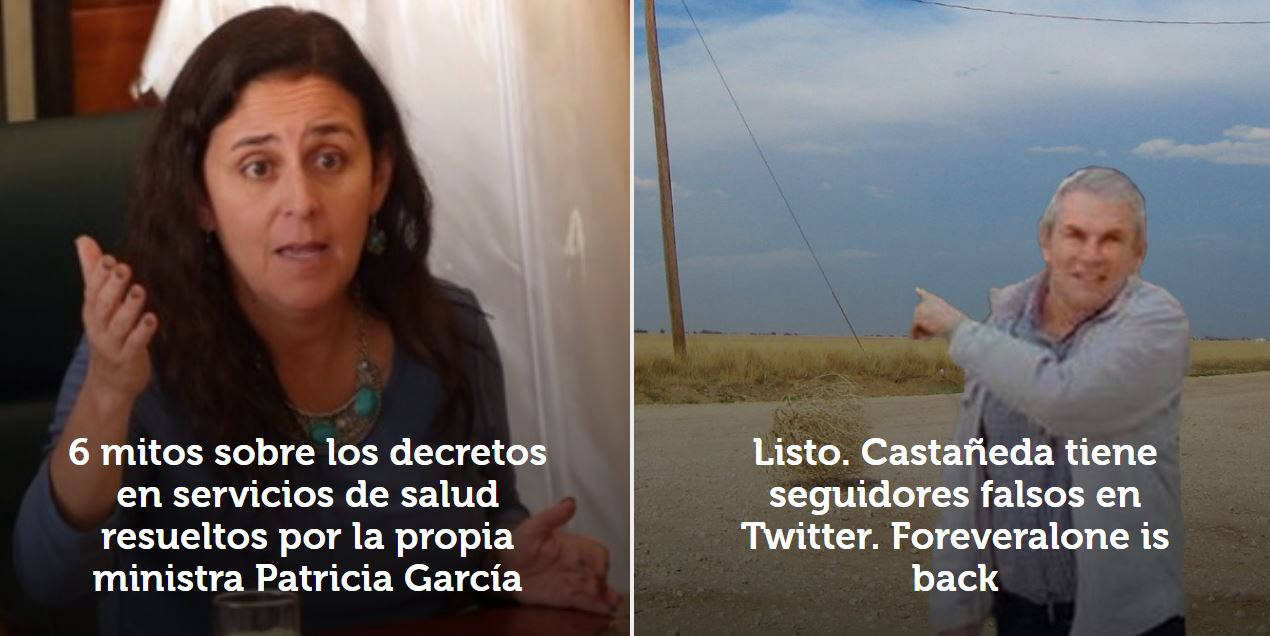 6 mitos sobre los decretos
en servicios de salud
resueltos por la propia
ministra Patricia García
Listo. Castañeda tiene
seguidores falsos en
Twitter. Foreveralone is
back